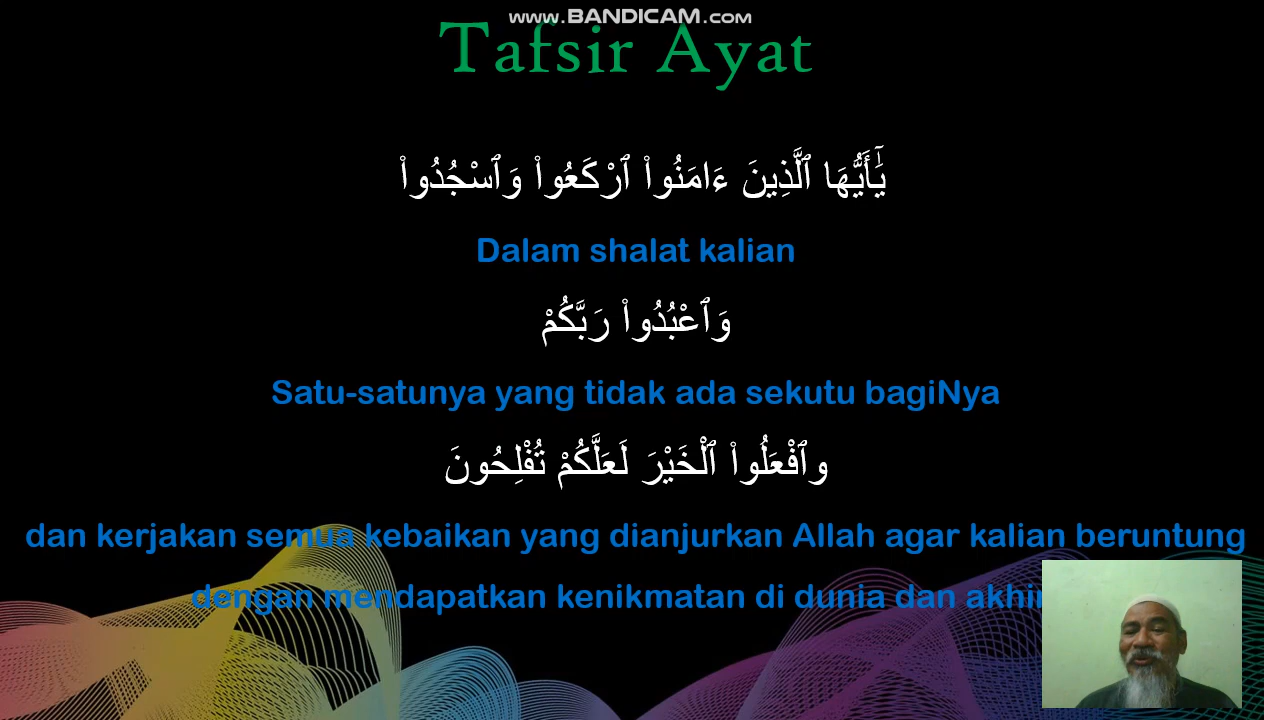 www.BANDICAM.com
Tafsir Ayat
يَٰٓأَيُّهَا ٱلَّذِينَ ءَامَنُوا۟ ٱرْكَعُوا۟ وَٱسْجُدُوا۟
Dalam shalat kalian
وَٱعْبُدُوا۟ رَبَّكُمْ
Satu-satunya yang tidak ada sekutu bagiNya
وٱفْعَلُوا۟ ٱلْخَيْرَ لَعَلَّكُمْ تُفْلِحُونَ
dan kerjakan semua kebaikan yang dianjurkan Allah agar kalian beruntung
dengan mendapatkan kenikmatan di dunia dan